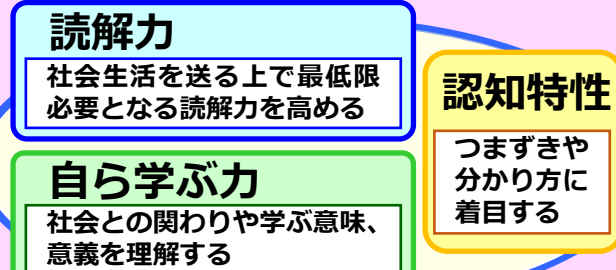 読解力
社会生活を送る上で最低限
必要となる読解力を高める
認知特性
つまずきや
分かり方に
着目する
自ら学ぶ力
社会との関わりや学ぶ意味、
意義を理解する